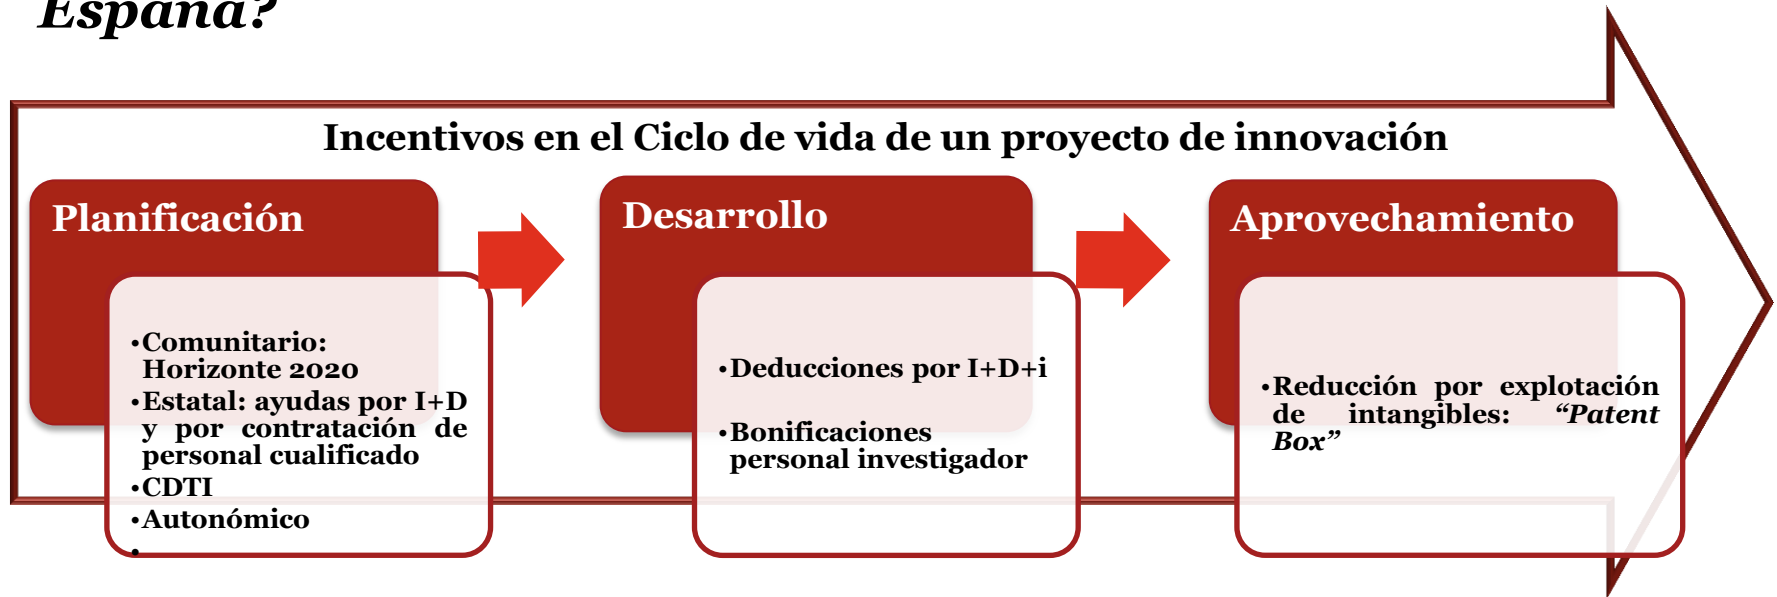 España?
Incentivos en el Ciclo de vida de un proyecto de innovación
Planificación
•Comunitario:
Horizonte 2020
•Estatal: ayudas por I+D
y por contratación de
personal cualificado
•CDTI
•Autonómico
•
Desarrollo
•Deducciones por I+D+i
•Bonificaciones
personal investigador
Aprovechamiento
•Reducción por explotación
de intangibles: “Patent
Box”